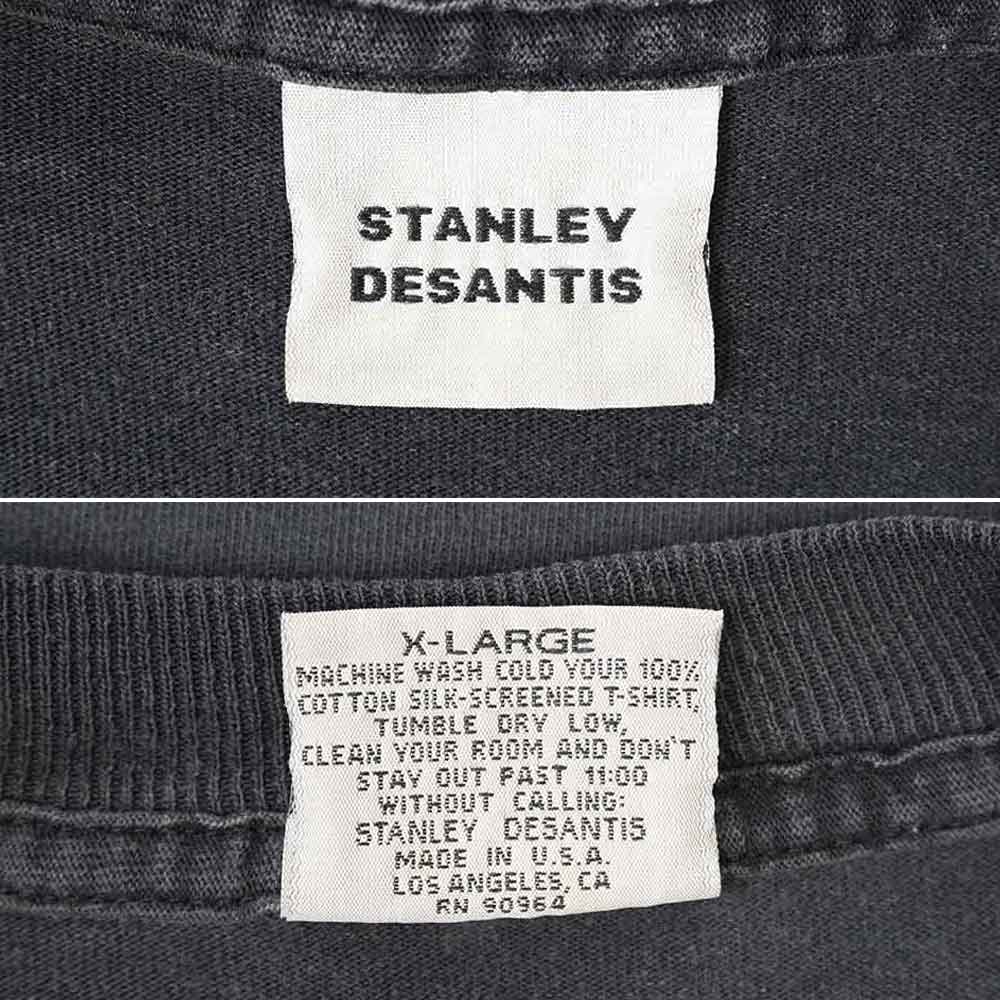 STANLEY
DESANTIS
X-LARGE
MACHINE WASH COLD YOUR 100%
COTTON SILK-SCREENED T-SHIRT,
TUMBLE DRY LOW,
CLEAN YOUR ROOM AND DON'T
STAY OUT PAST 11:00
WITHOUT CALLING:
STANLEY DESANTIS
MADE IN U.S.A.
LOS ANGELES, CA
RN 90964